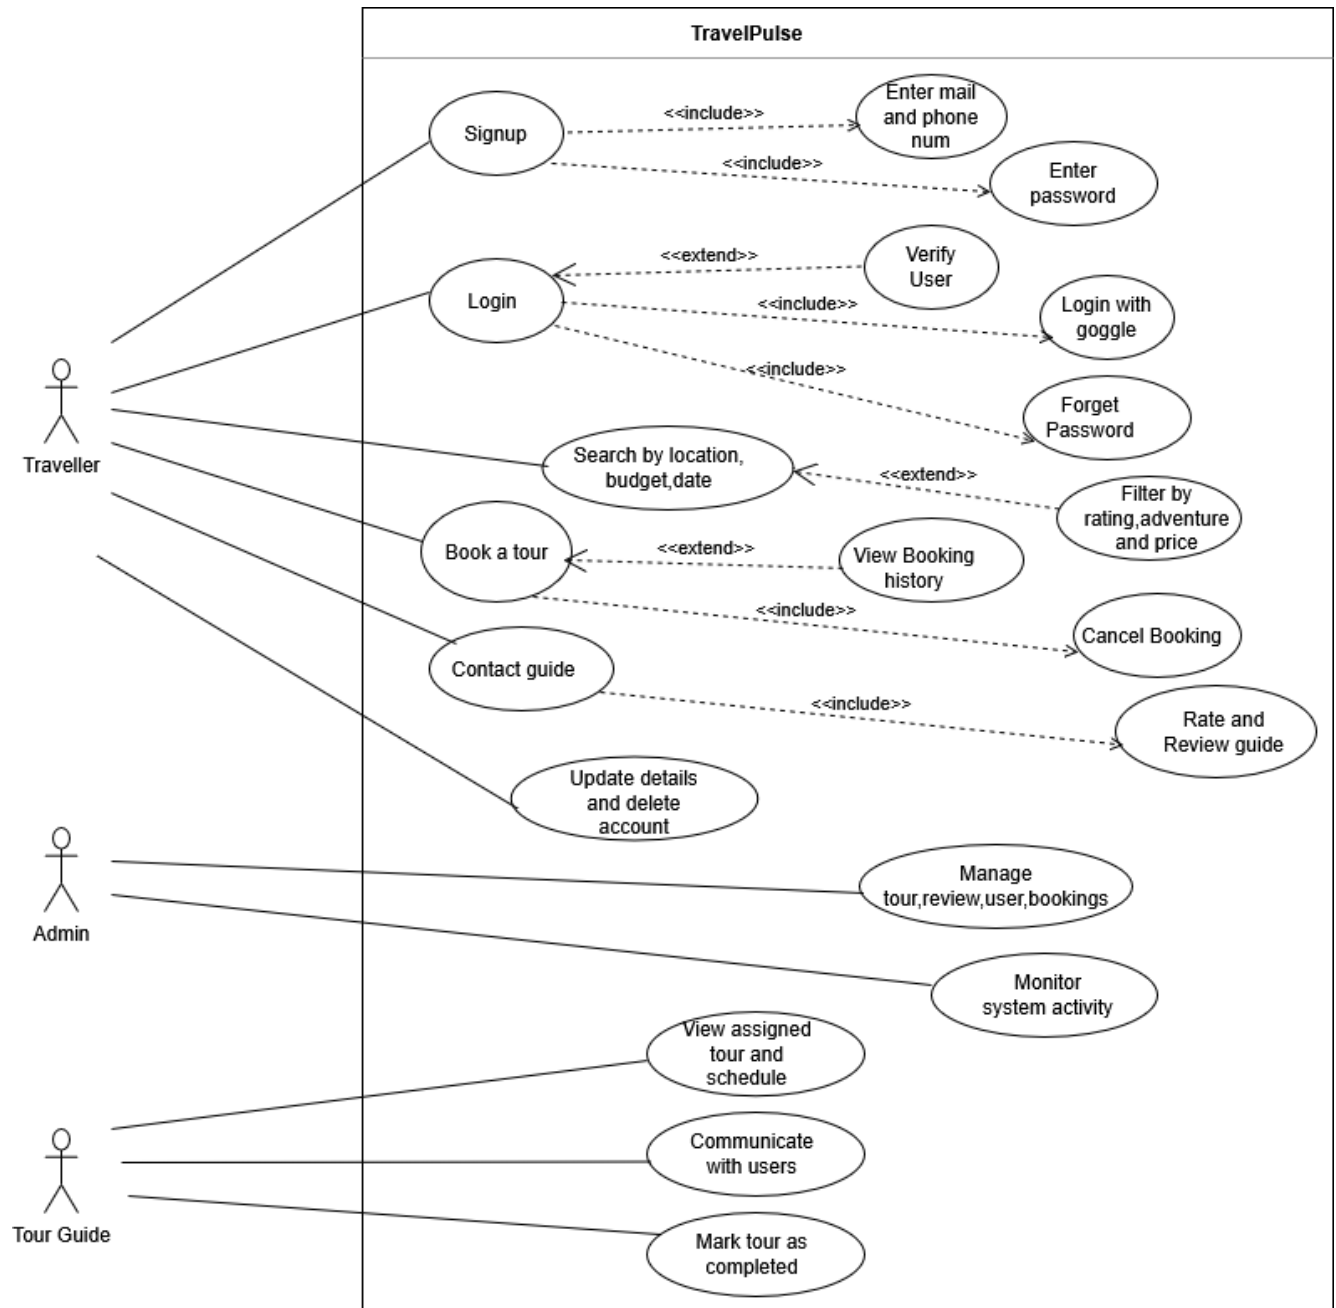 TravelPulse
Signup
<<include>>
Enter mail
and phone
num
<<include>>
Enter
password
Login
<<extend>>
Verify
User
<<include>>
Login with
goggle
<<include>>
Forget
Password
Traveller
Search by location,
budget,date
<<extend>>
Filter by
rating,adventure
and price
Book a tour
<<extend>>
View Booking
history
<<include>>
Cancel Booking
Contact guide
<<include>>
Rate and
Review guide
Update details
and delete
account
Admin
Manage
tour,review,user,bookings
Monitor
system activity
View assigned
tour and
schedule
Communicate
with users
Tour Guide
Mark tour as
completed